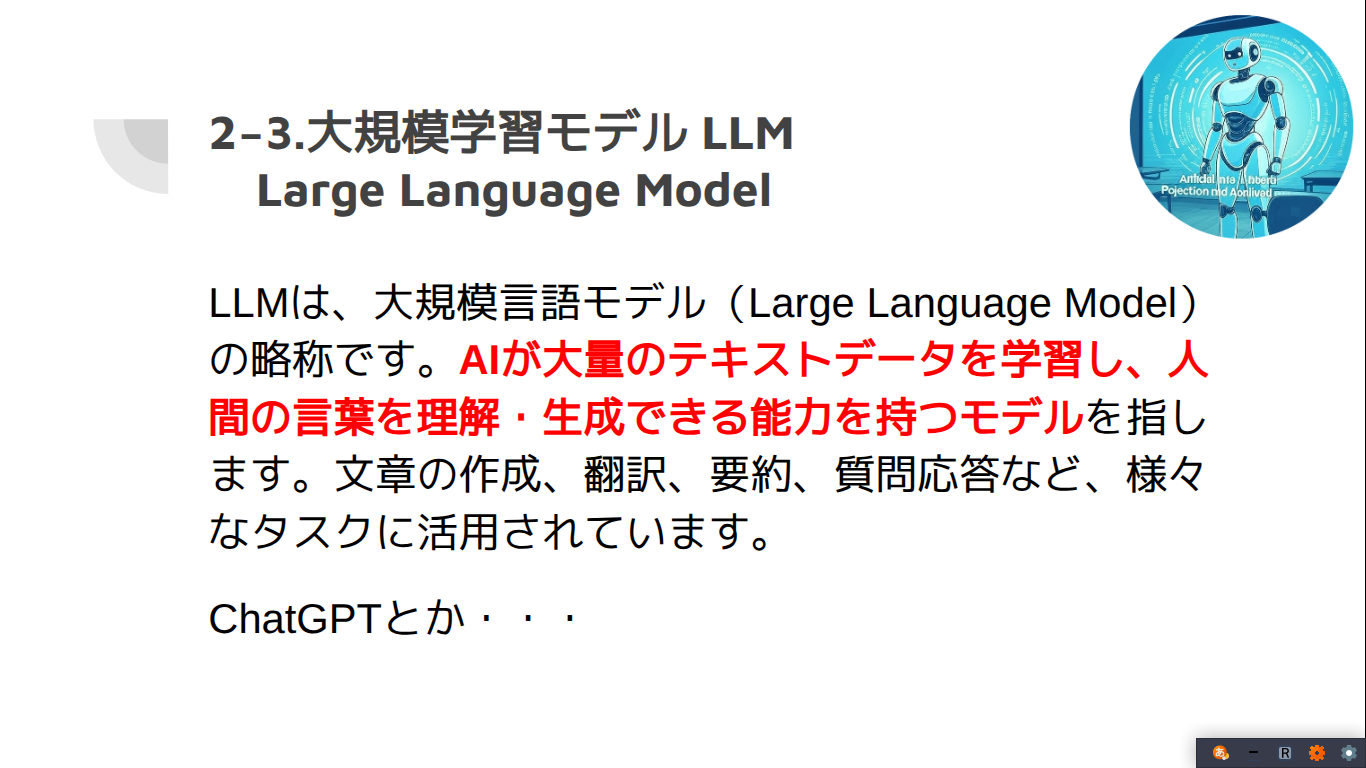 2-3.大規模学習モデル LLM
Large Language Model
LLMは、大規模言語モデル（Large Language Model）
の略称です。AIが大量のテキストデータを学習し、人
間の言葉を理解・生成できる能力を持つモデルを指し
ます。文章の作成、翻訳、要約、質問応答など、様々
なタスクに活用されています。
ChatGPTとか・・・
Pojection
あ
R